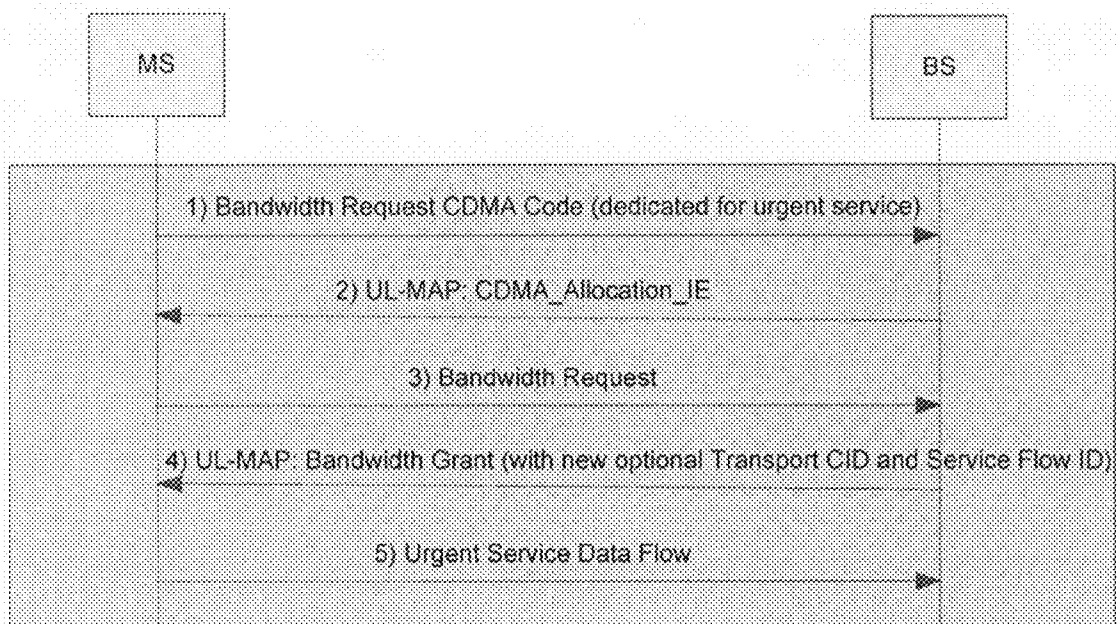 MS
BS
1) Bandwidth Request CDMA Code (dedicated for urgent service)
2) UL-MAP: CDMA_Allocation_IE
3) Bandwidth Request
4) UL-MAP: Bandwidth Grant (with new optional Transport CID and Service Flow ID)
5) Urgent Service Data Flow